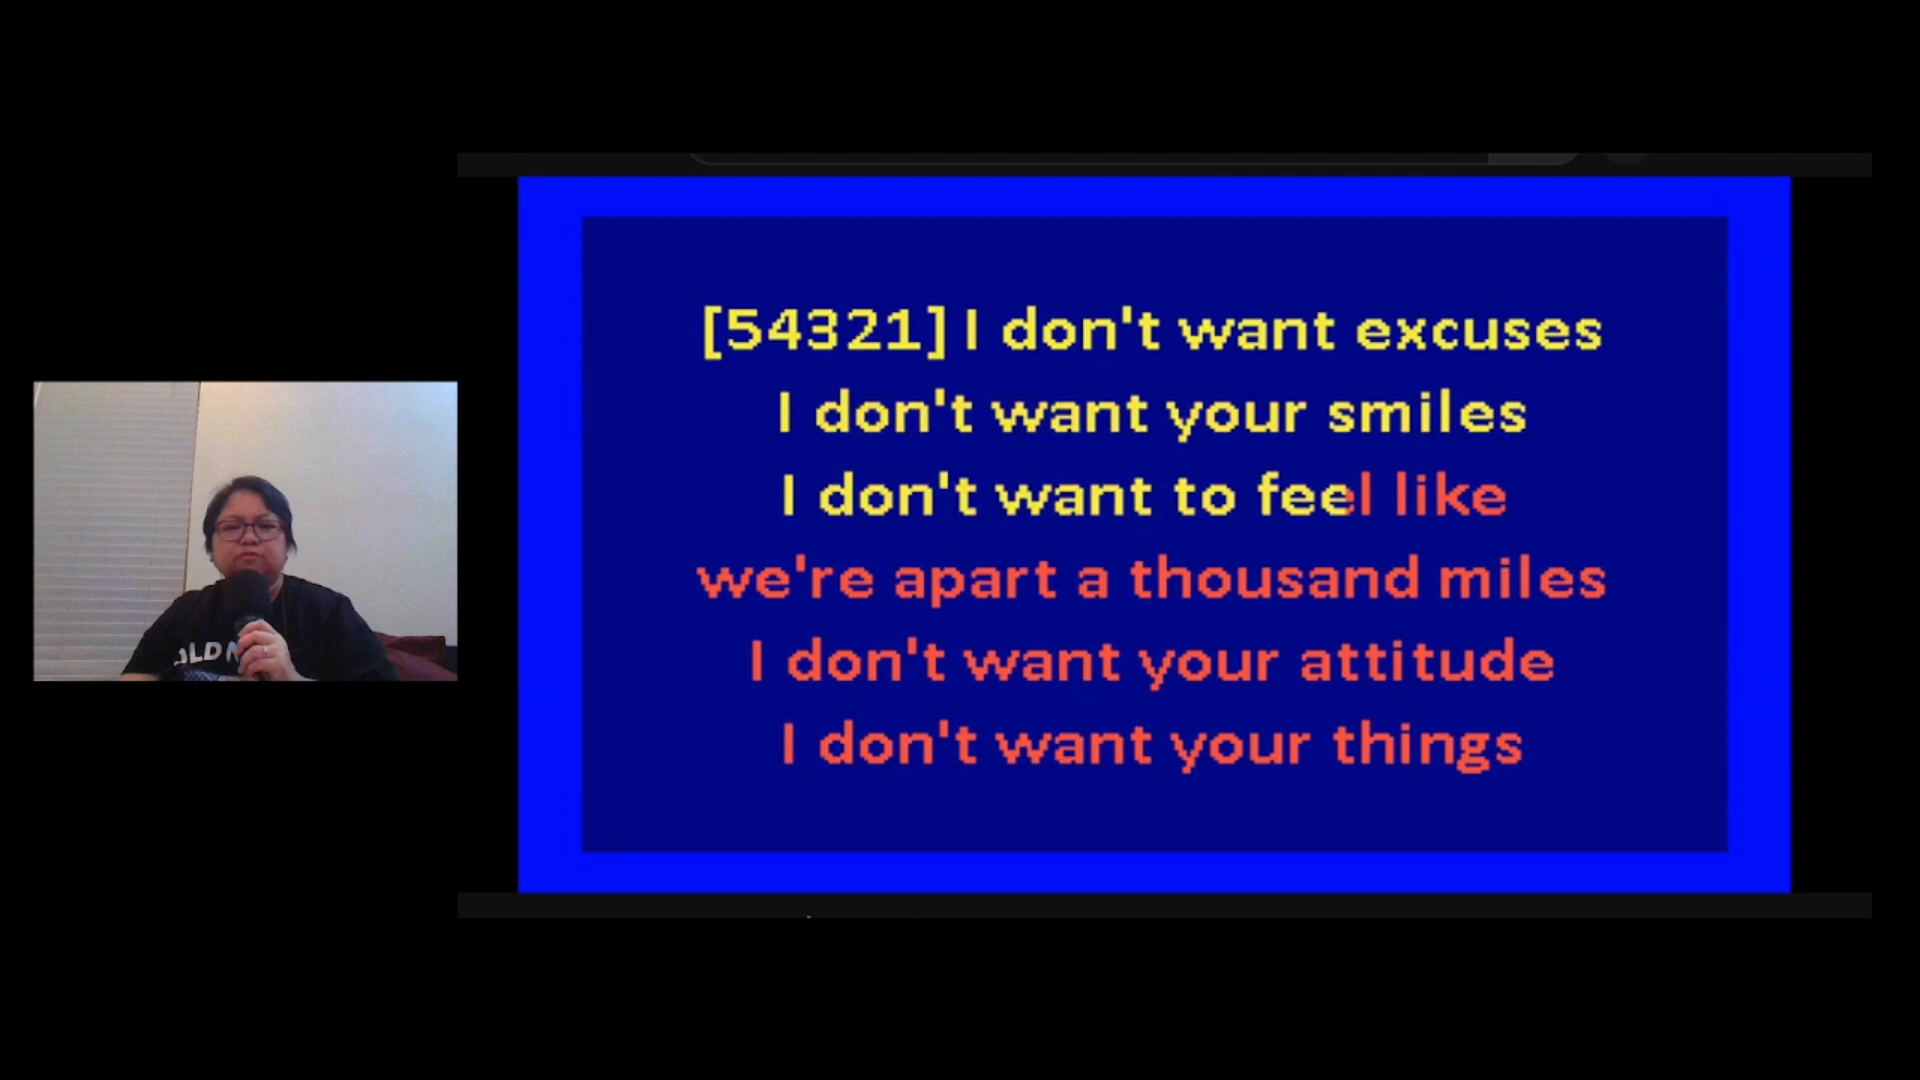 [54321] I don't want excuses
I don't want your smiles
I don't want to feel like
we're apart a thousand miles
I don't want your attitude
I don't want your things